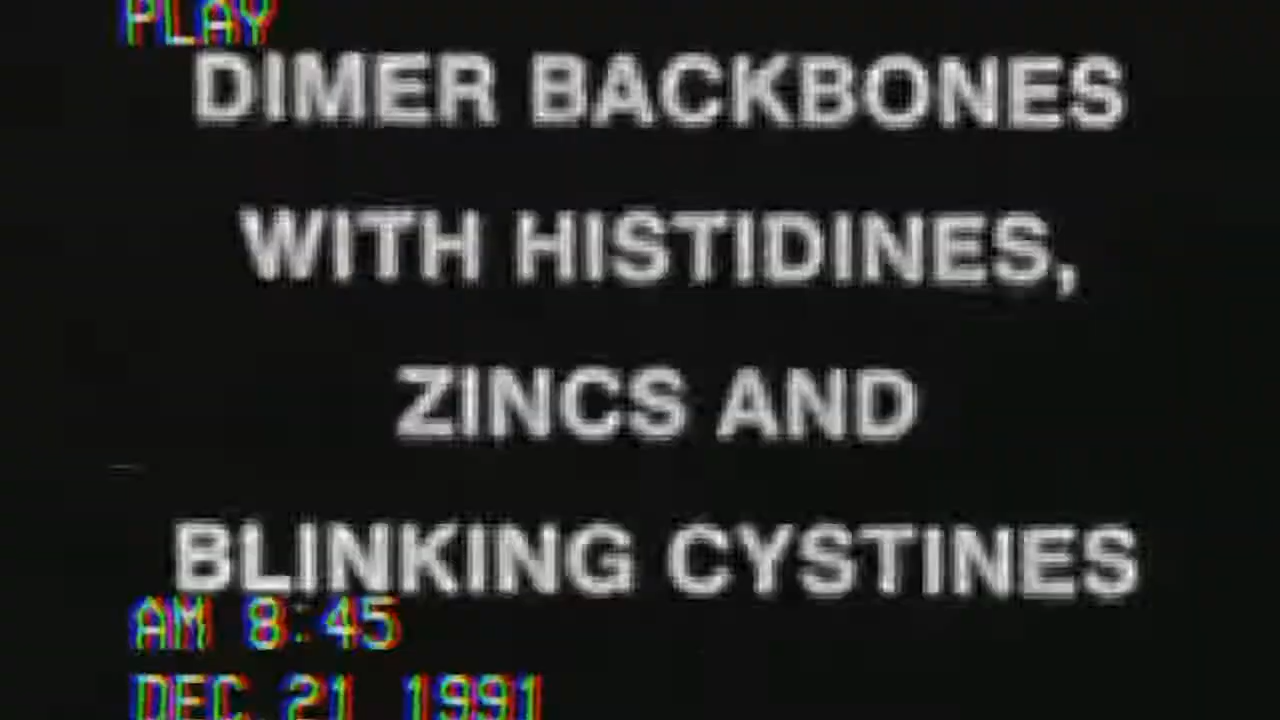 PLAY
DIMER BACKBONES
WITH HISTIDINES,
ZINCS AND
BLINKING CYSTINES
AM 8:45
DEC. 21 1991